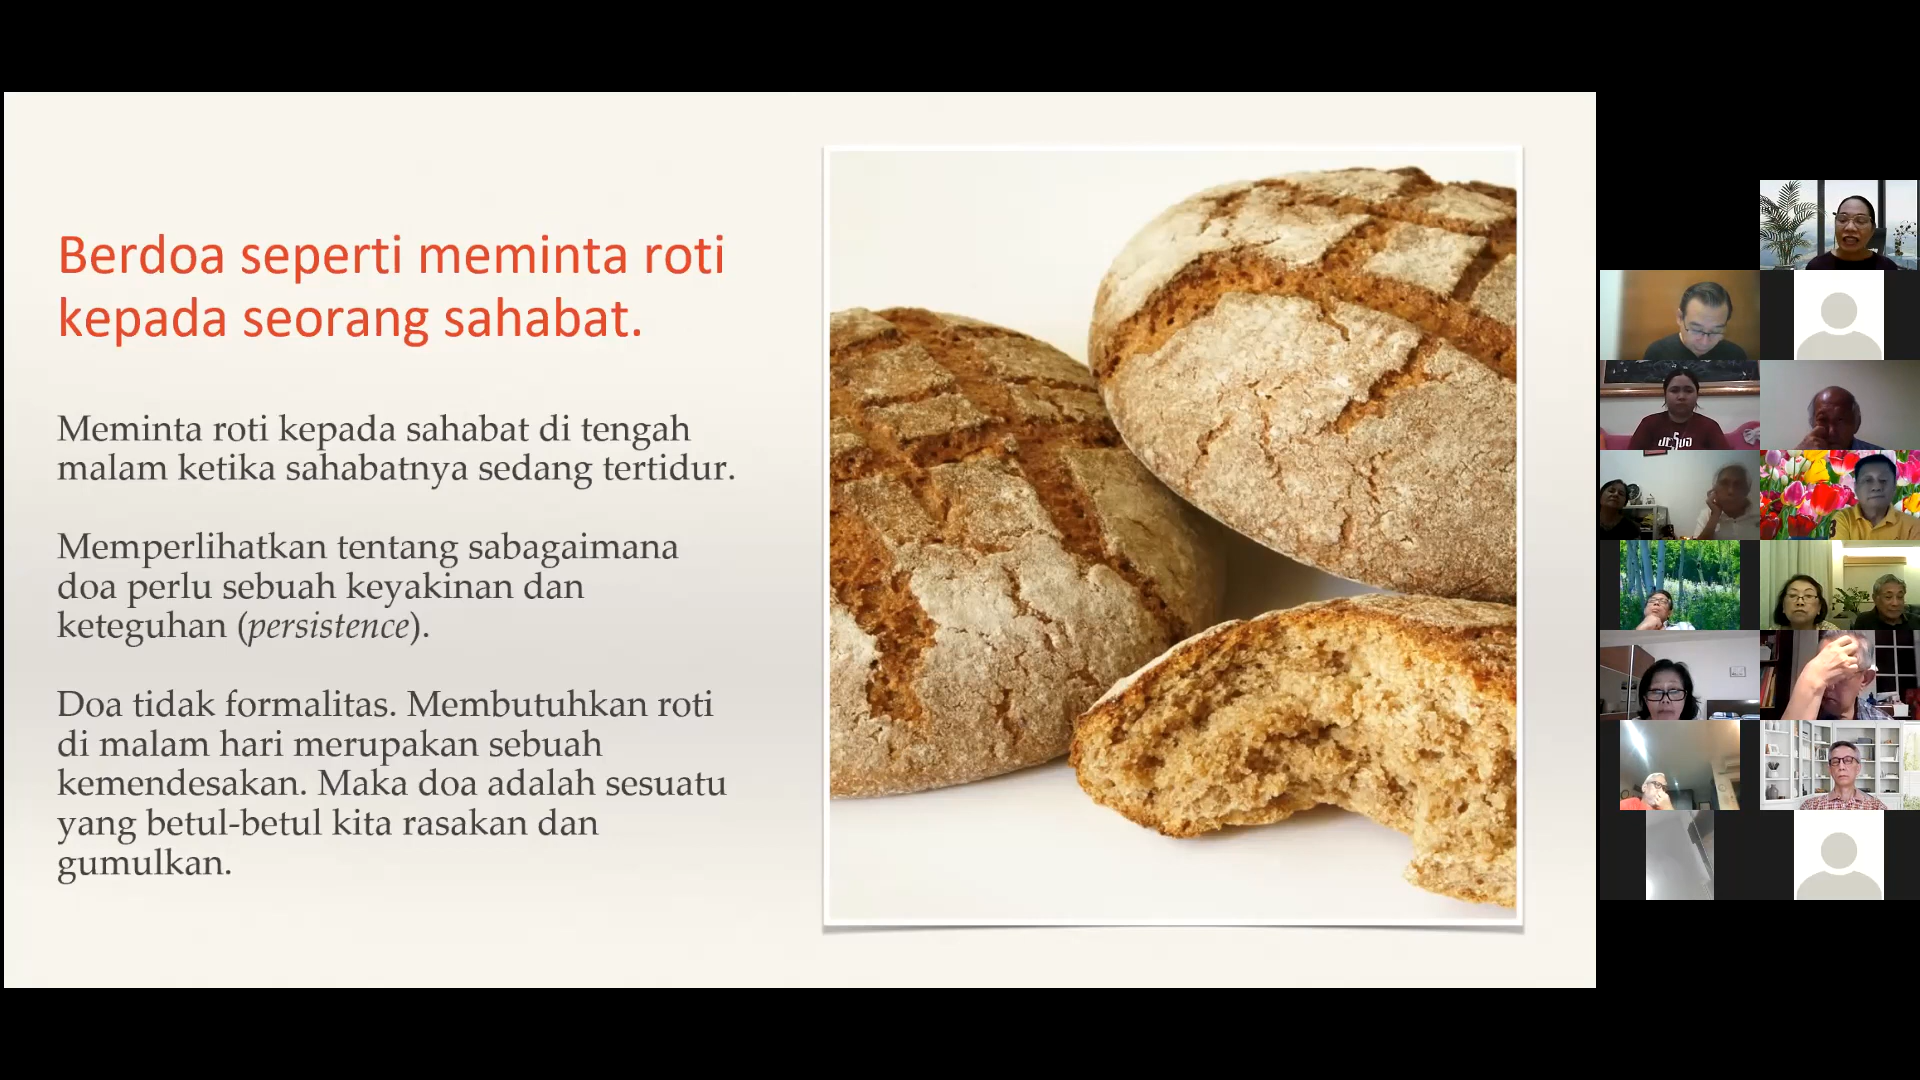 Berdoa seperti meminta roti
kepada seorang sahabat.
Meminta roti kepada sahabat di tengah
malam ketika sahabatnya sedang tertidur.
Memperlihatkan tentang sabagaimana
doa perlu sebuah keyakinan dan
keteguhan (persistence).
Doa tidak formalitas. Membutuhkan roti
di malam hari merupakan sebuah
kemendesakan. Maka doa adalah sesuatu
yang betul-betul kita rasakan dan
gumulkan.